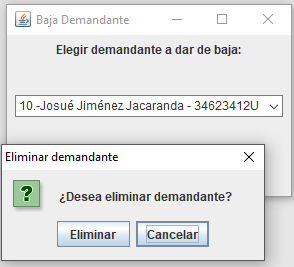 Baja Demandante
Elegir demandante a dar de baja:
10.-Josué Jiménez Jacaranda - 34623412U
Eliminar demandante
¿Desea eliminar demandante?
Eliminar
Cancelar